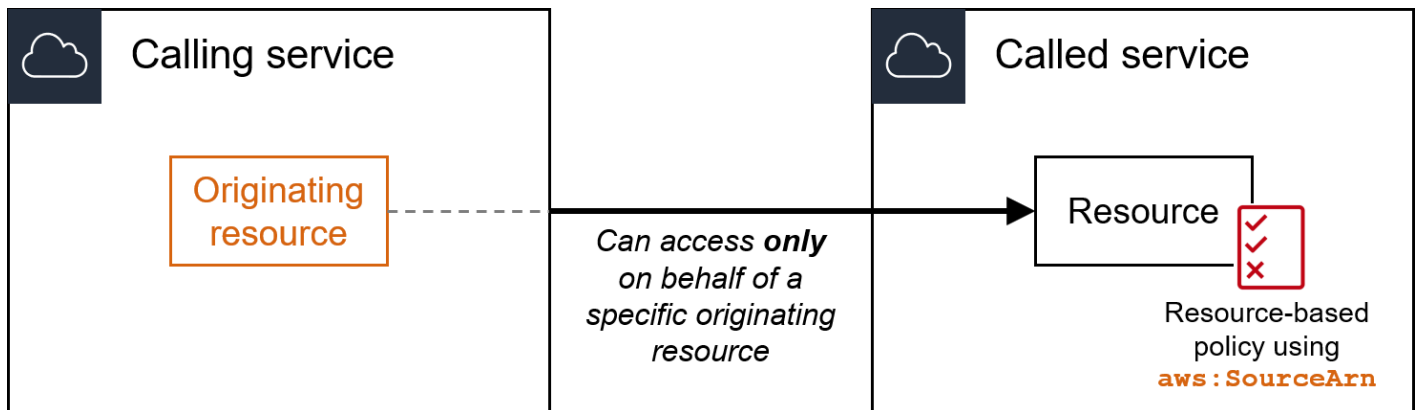 Calling service
Called service
Originating
resource
Can access only
on behalf of a
specific originating
resource
Resource
Resource-based
policy using
aws:SourceArn